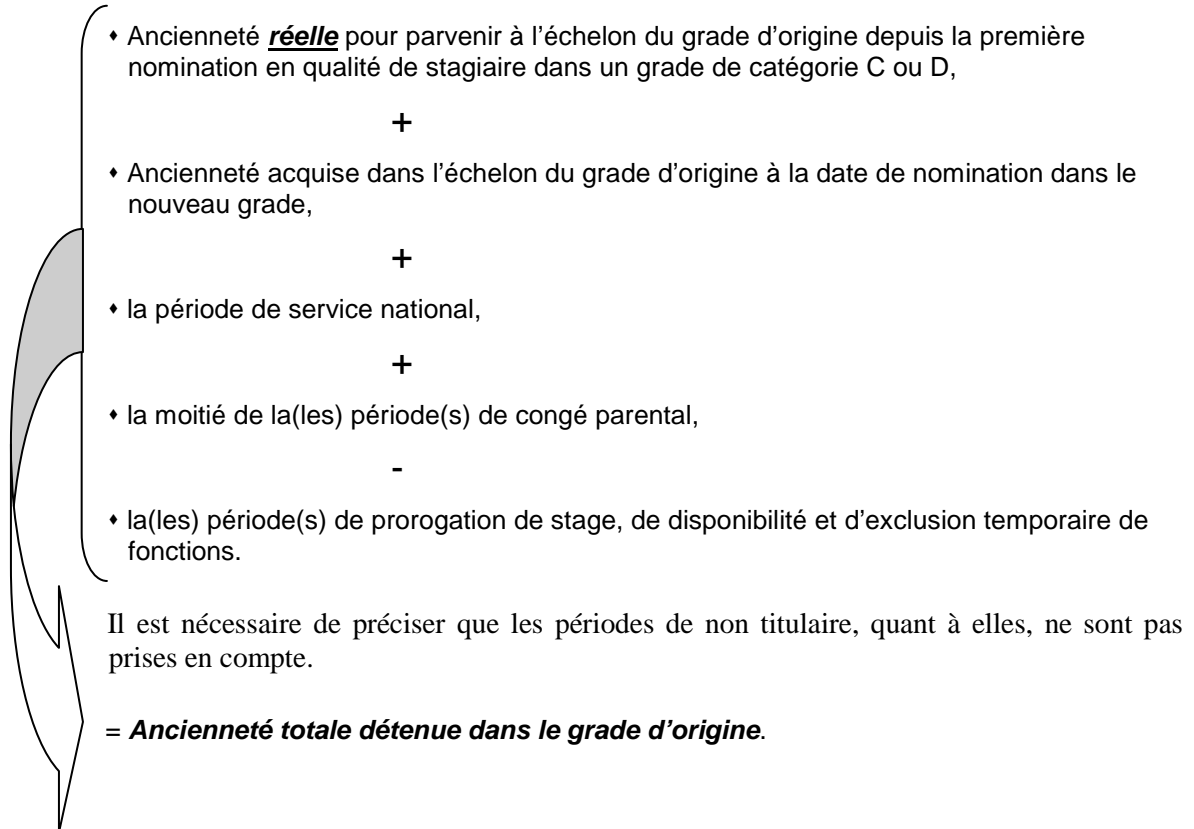 ♦ Ancienneté réelle pour parvenir à l’échelon du grade d’origine depuis la première
nomination en qualité de stagiaire dans un grade de catégorie C ou D,
+
♦ Ancienneté acquise dans l’échelon du grade d’origine à la date de nomination dans le
nouveau grade,
+
♦ la période de service national,
+
♦ la moitié de la(les) période(s) de congé parental,
-
♦ la(les) période(s) de prorogation de stage, de disponibilité et d’exclusion temporaire de
fonctions.
Il est nécessaire de préciser que les périodes de non titulaire, quant à elles, ne sont pas
prises en compte.
= Ancienneté totale détenue dans le grade d’origine.